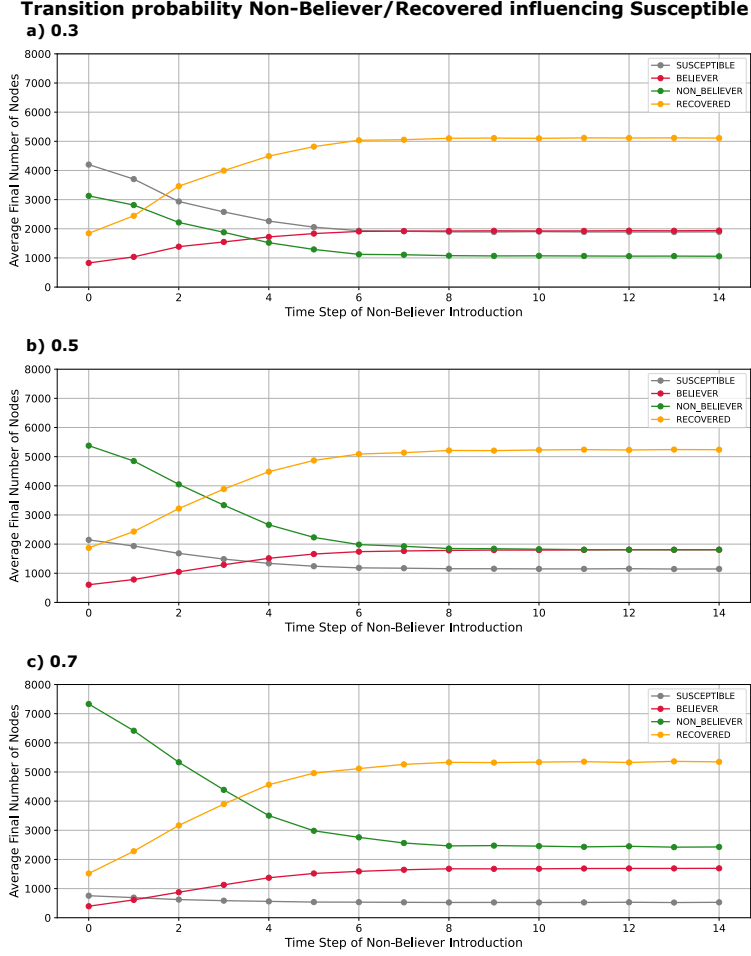 Transition probability Non-Believer/Recovered influencing Susceptible
a) 0.3
8000
7000
6000
5000
4000
3000
2000
1000
0
Average Final Number of Nodes
SUSCEPTIBLE
BELIEVER
NON_BELIEVER
RECOVERED
0 2 4 6 8 10 12 14
Time Step of Non-Believer Introduction
b) 0.5
8000
7000
6000
5000
4000
3000
2000
1000
0
Average Final Number of Nodes
SUSCEPTIBLE
BELIEVER
NON_BELIEVER
RECOVERED
0 2 4 6 8 10 12 14
Time Step of Non-Believer Introduction
c) 0.7
8000
7000
6000
5000
4000
3000
2000
1000
0
Average Final Number of Nodes
SUSCEPTIBLE
BELIEVER
NON_BELIEVER
RECOVERED
0 2 4 6 8 10 12 14
Time Step of Non-Believer Introduction